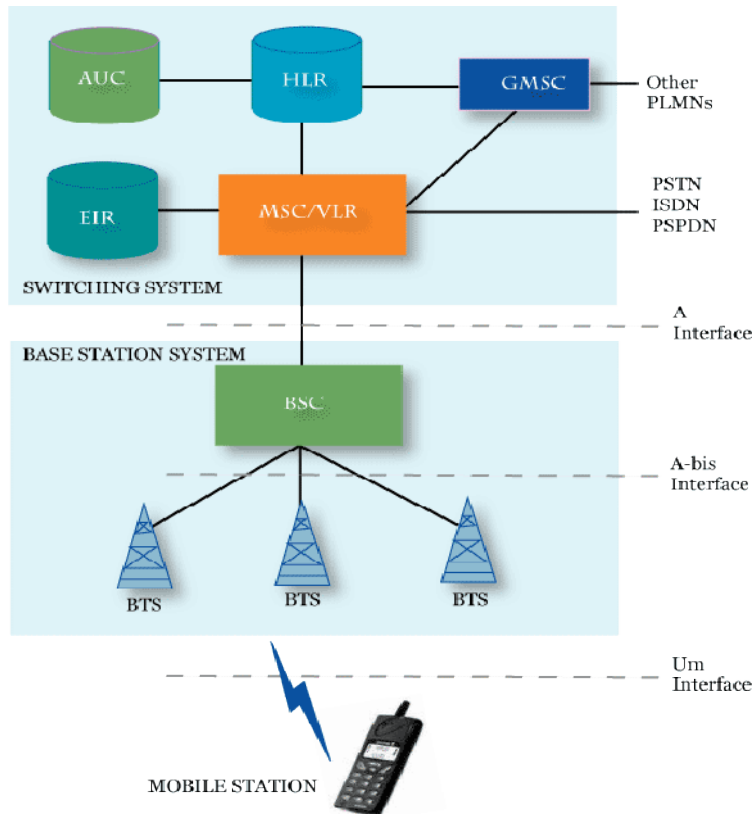 AUC
HLR
GMSC
Other
PLMNs
EIR
MSC/VLR
PSTN
ISDN
PSPDN
SWITCHING SYSTEM
A
Interface
BASE STATION SYSTEM
BSC
A-bis
Interface
BTS
BTS
BTS
Um
Interface
MOBILE STATION